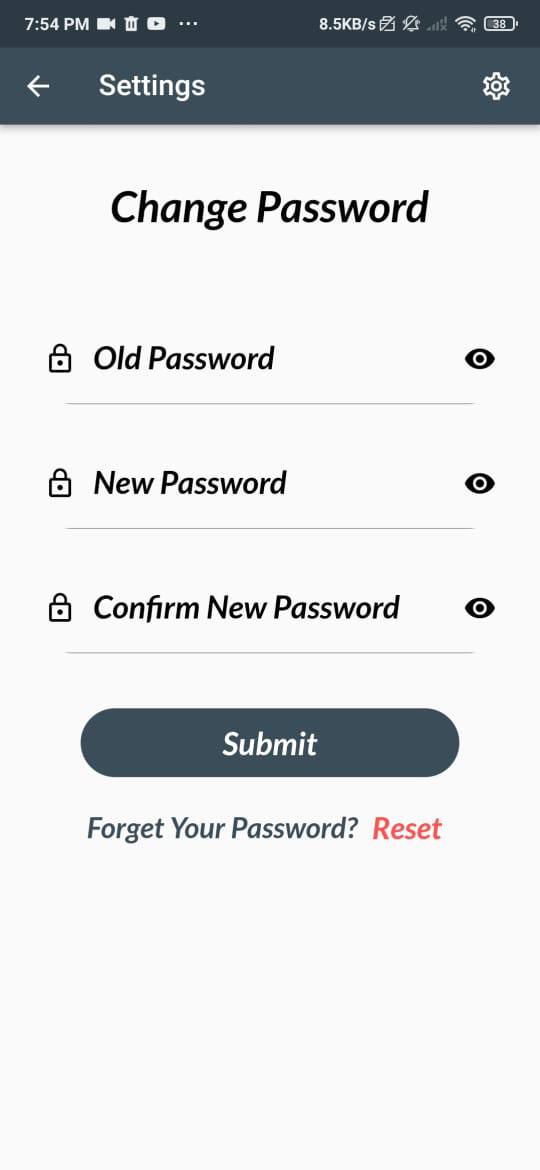 7:54 PM ... 8.5KB/s 38
Settings
Change Password
Old Password
New Password
Confirm New Password
Submit
Forget Your Password? Reset